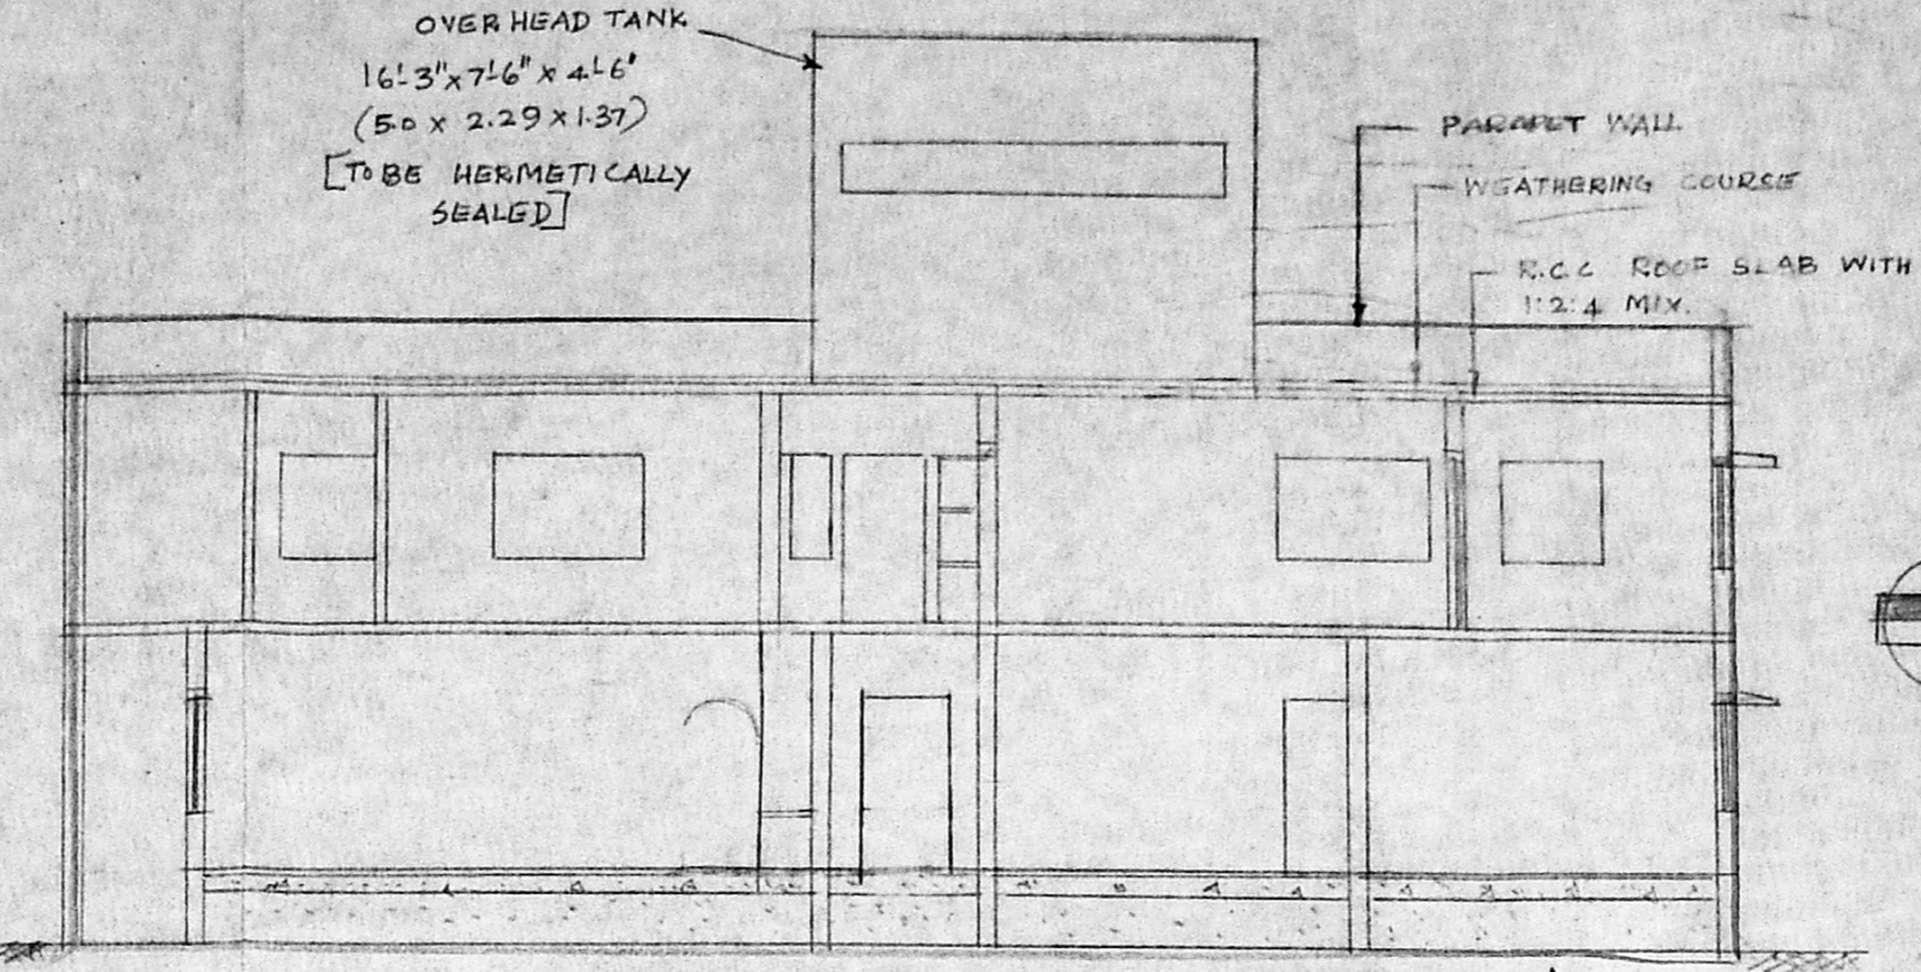 OVER HEAD TANK
16'-3"x7'-6" x 4'-6"
(5.0 x 2.29 x 1.37)
[TO BE HERMETICALLY
SEALED]
PARAPET WALL
WEATHERING COURSE
R.C.C ROOF SLAB WITH
1:2:4 MIX.